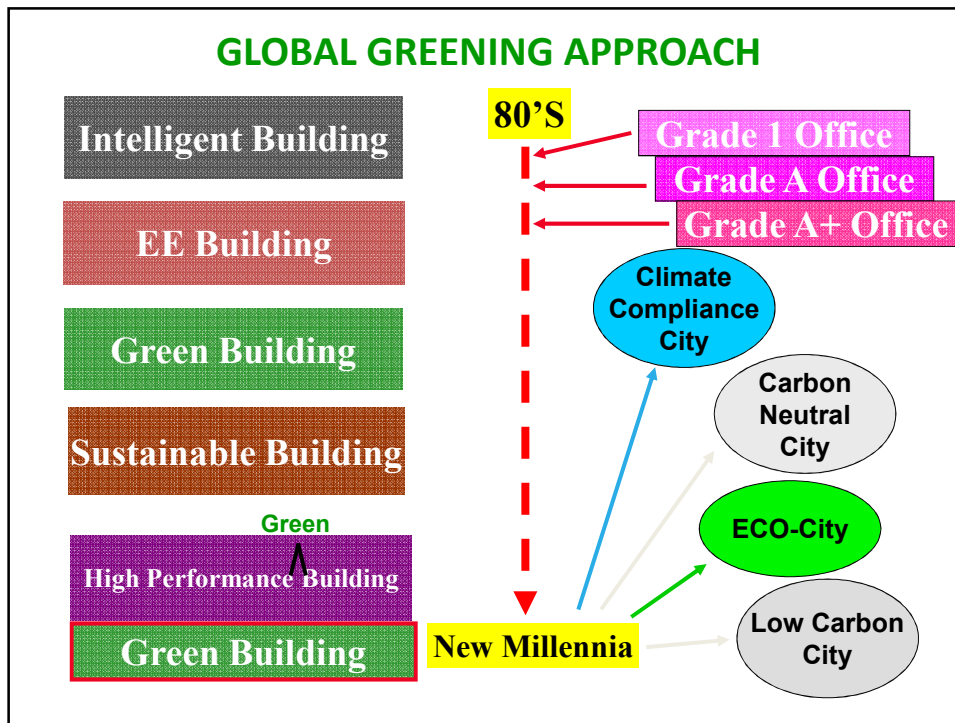 GLOBAL GREENING APPROACH
Intelligent Building
EE Building
Green Building
Sustainable Building
Green
High Performance Building
Green Building
80’S
New Millennia
Grade 1 Office
Grade A Office
Grade A+ Office
Climate
Compliance
City
Carbon
Neutral
City
ECO-City
Low Carbon
City